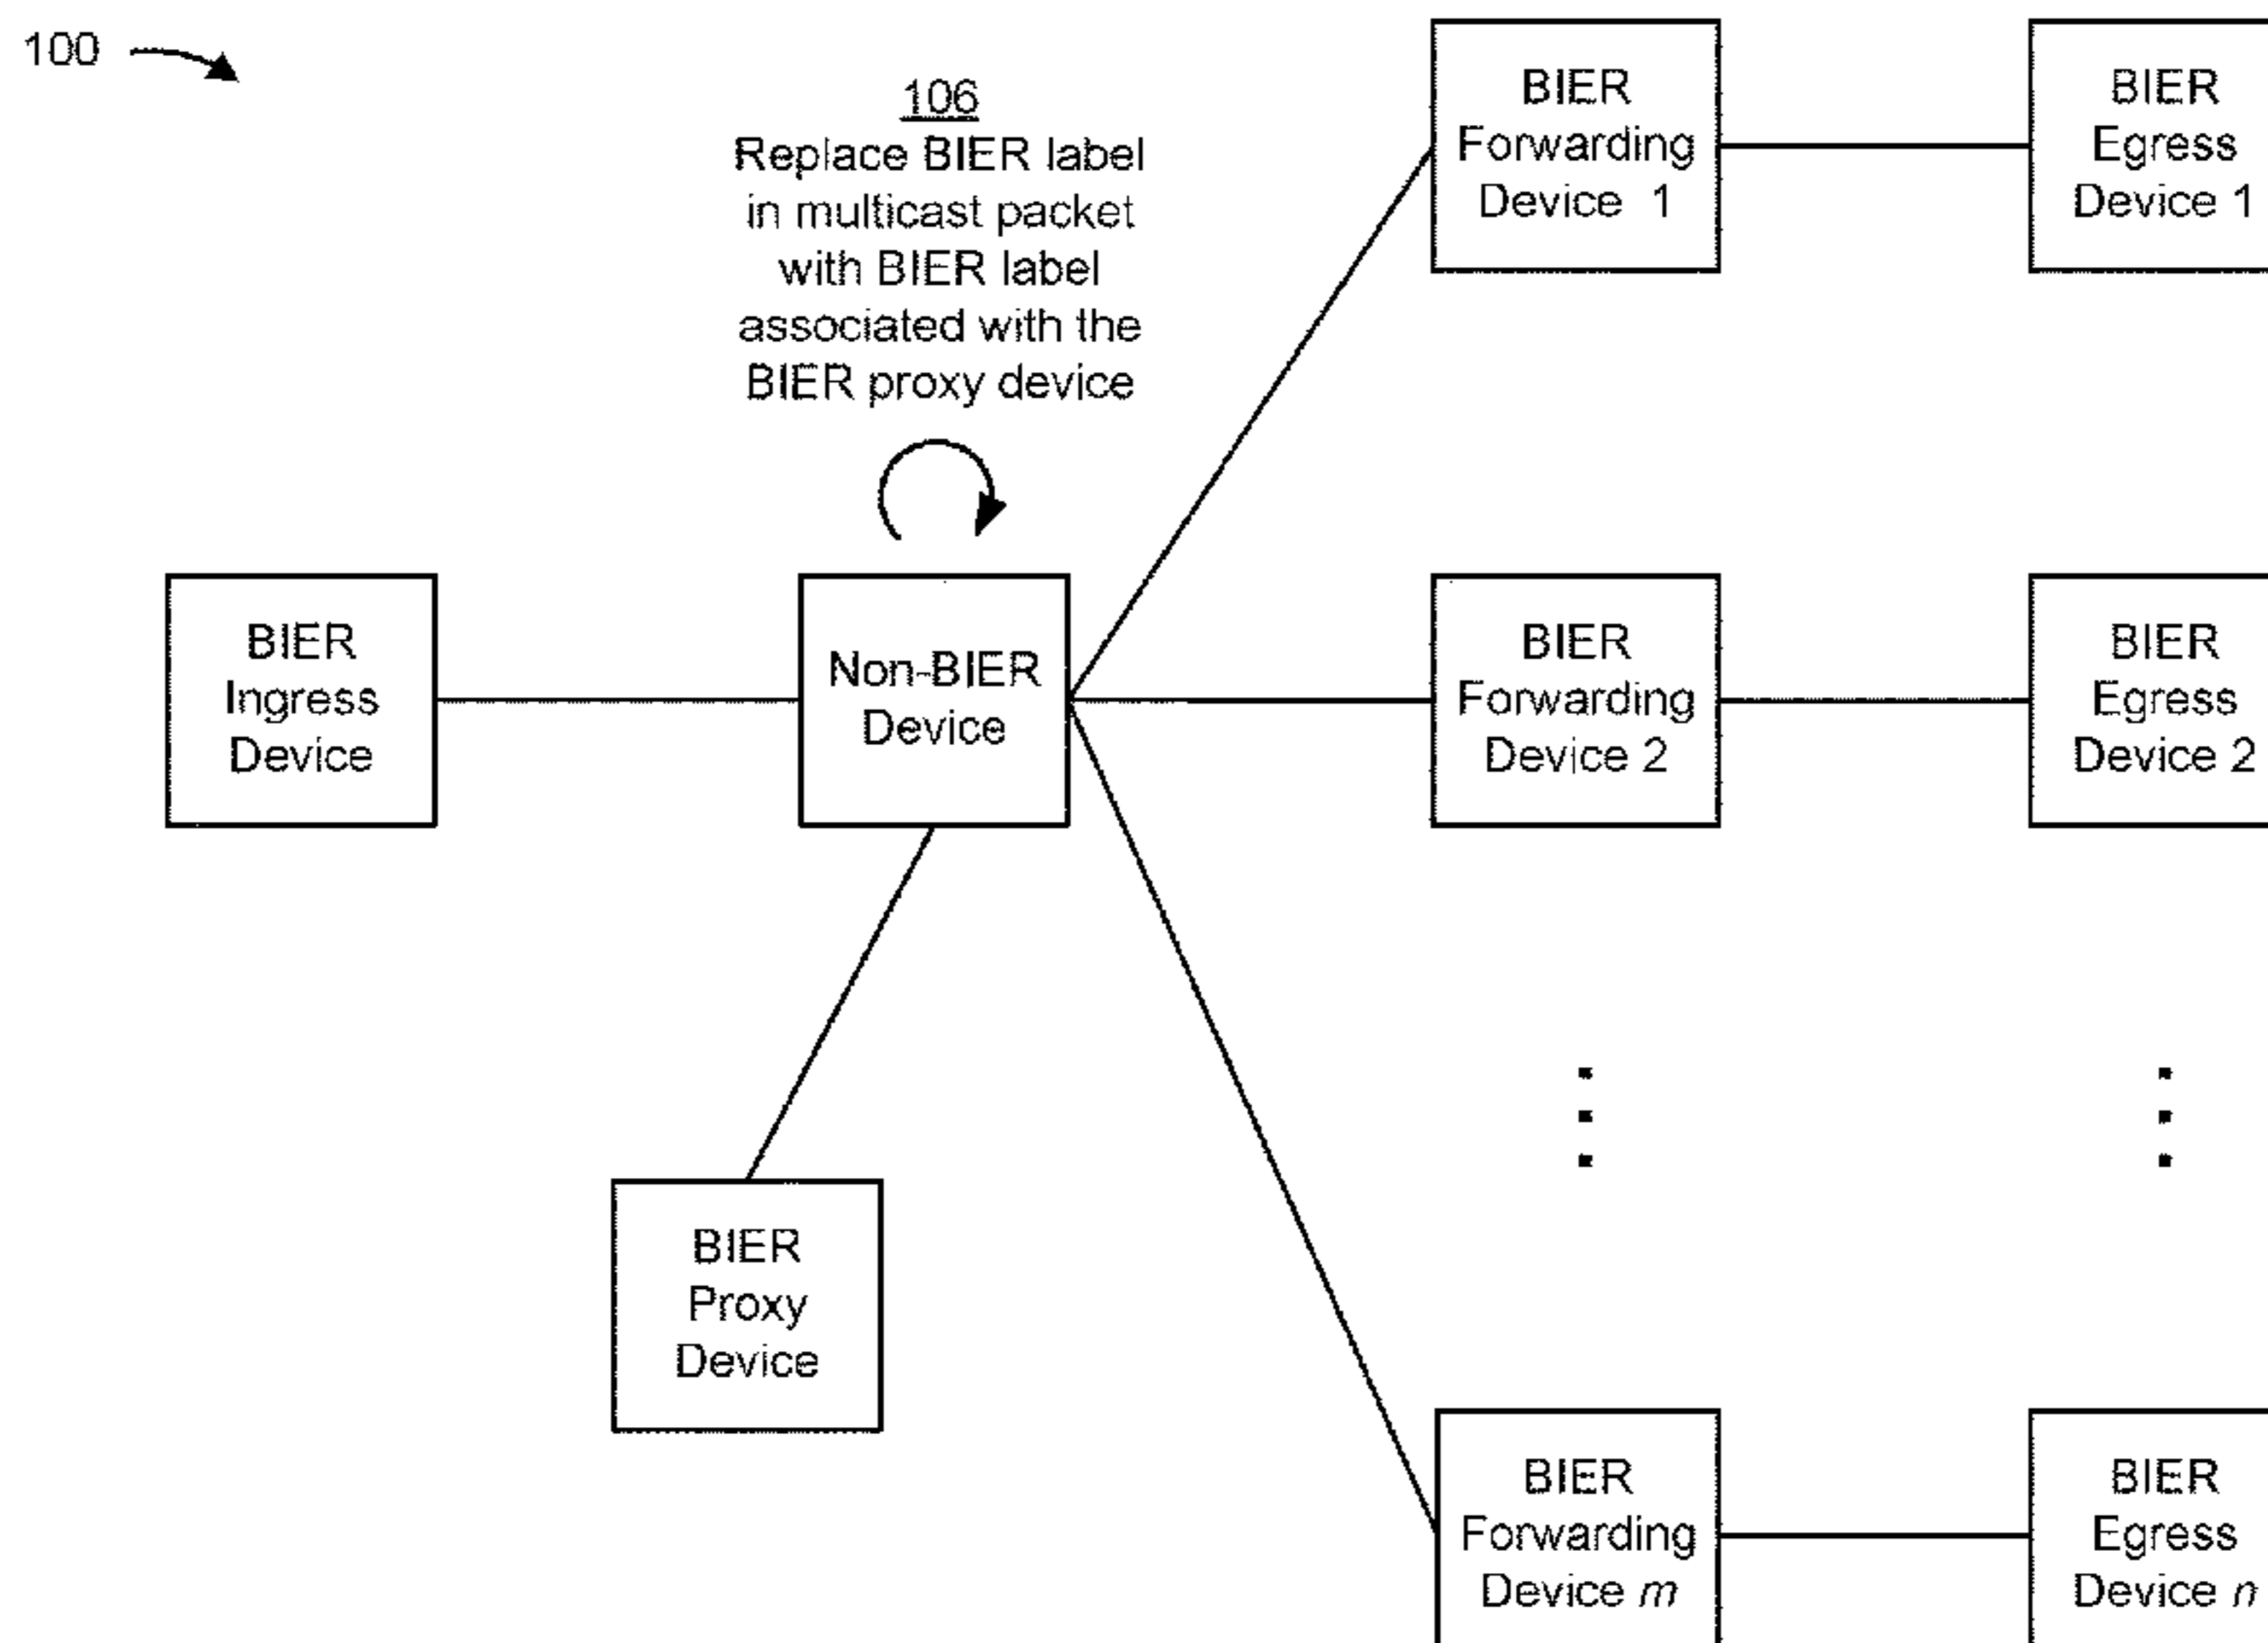 100
106
Replace BIER label
in multicast packet
with BIER label
associated with the
BIER proxy device
BIER
Forwarding
Device 1
BIER
Egress
Device 1
BIER
Ingress
Device
Non-BIER
Device
BIER
Forwarding
Device 2
BIER
Egress
Device 2
BIER
Proxy
Device
BIER
Forwarding
Device m
BIER
Egress
Device n